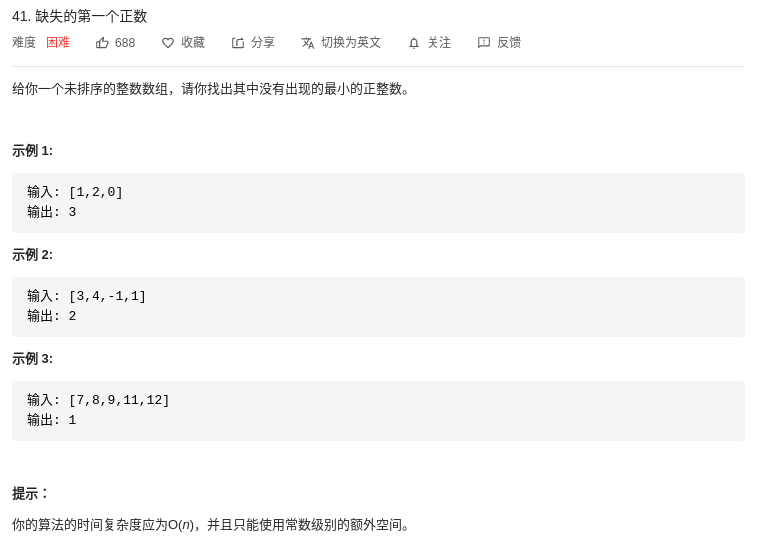 41. 缺失的第一个正数
难度 困难 688 收藏 分享 切换为英文 关注 反馈
给你一个未排序的整数数组，请你找出其中没有出现的最小的正整数。
示例 1:
输入: [1,2,0]
输出: 3
示例 2:
输入: [3,4,-1,1]
输出: 2
示例 3:
输入: [7,8,9,11,12]
输出: 1
提示：
你的算法的时间复杂度应为O(n)，并且只能使用常数级别的额外空间。